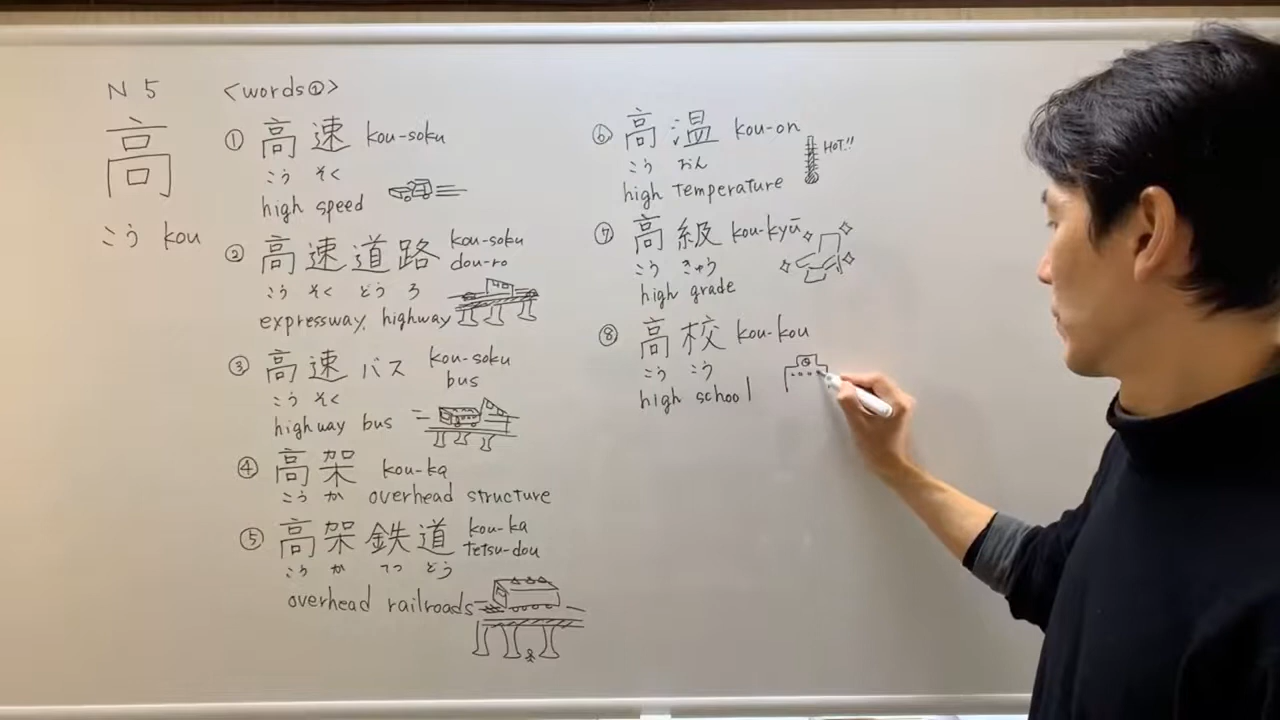 N5
高
こう kou
<words①>
① 高速 kou-soku
こう そく
high speed
② 高速道路 kou-soku dou-ro
こう そく どう ろ
expressway, highway
③ 高速バス kou-soku bus
こう そく
highway bus
④ 高架 kou-ka
こう か overhead structure
⑤ 高架鉄道 kou-ka tetsu-dou
こう か てつ どう
overhead railroads
⑥ 高温 kou-on
こう おん
HOT!!
high temperature
⑦ 高級 kou-kyū
こう きゅう
high grade
⑧ 高校 kou-kou
こう こう
high school